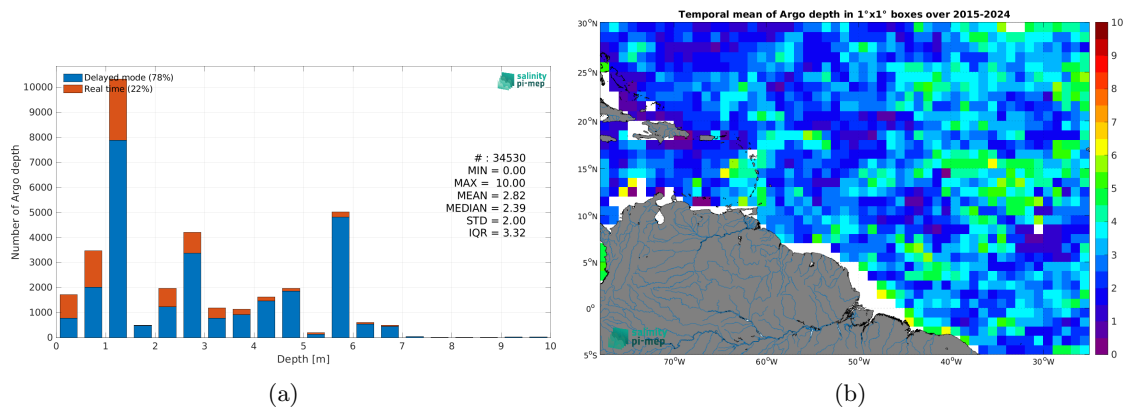 Delayed mode (78%)
Real time (22%)
salinity
pi-mep
# : 34530
MIN = 0.00
MAX = 10.00
MEAN = 2.82
MEDIAN = 2.39
STD = 2.00
IQR = 3.32
Number of Argo depth
10000
9000
8000
7000
6000
5000
4000
3000
2000
1000
0
0 1 2 3 4 5 6 7 8 9 10
Depth [m]
(a)
Temporal mean of Argo depth in 1°x1° boxes over 2015-2024
30°N
25°N
20°N
15°N
10°N
5°N
0°
5°S
70°W 60°W 50°W 40°W 30°W
salinity
pi-mep
10
9
8
7
6
5
4
3
2
1
0
(b)